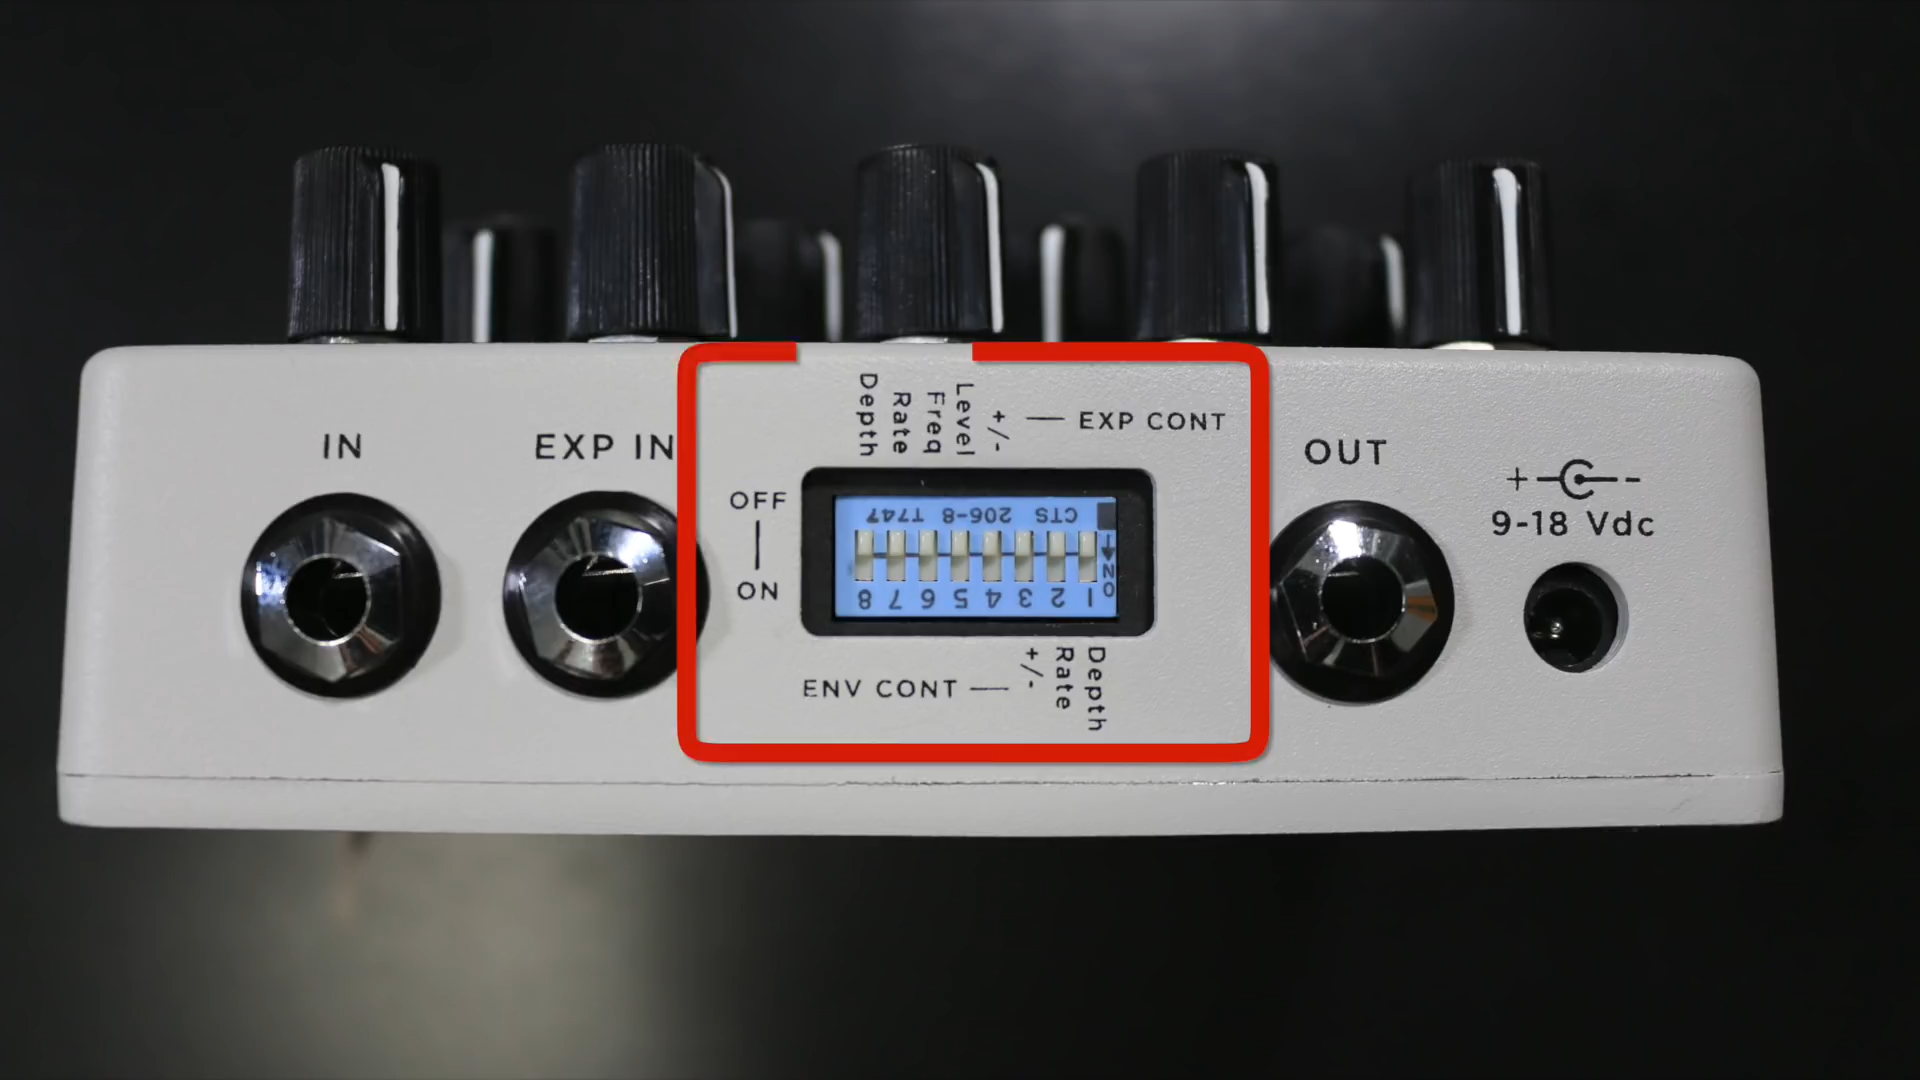 Depth
Rate
Freq
Level
+/-
EXP CONT
IN
EXP IN
OUT
+ -
9-18 Vdc
OFF
ON
CTS 206-8 T747
ON
1 2 3 4 5 6 7 8
ENV CONT
+/-
Rate
Depth